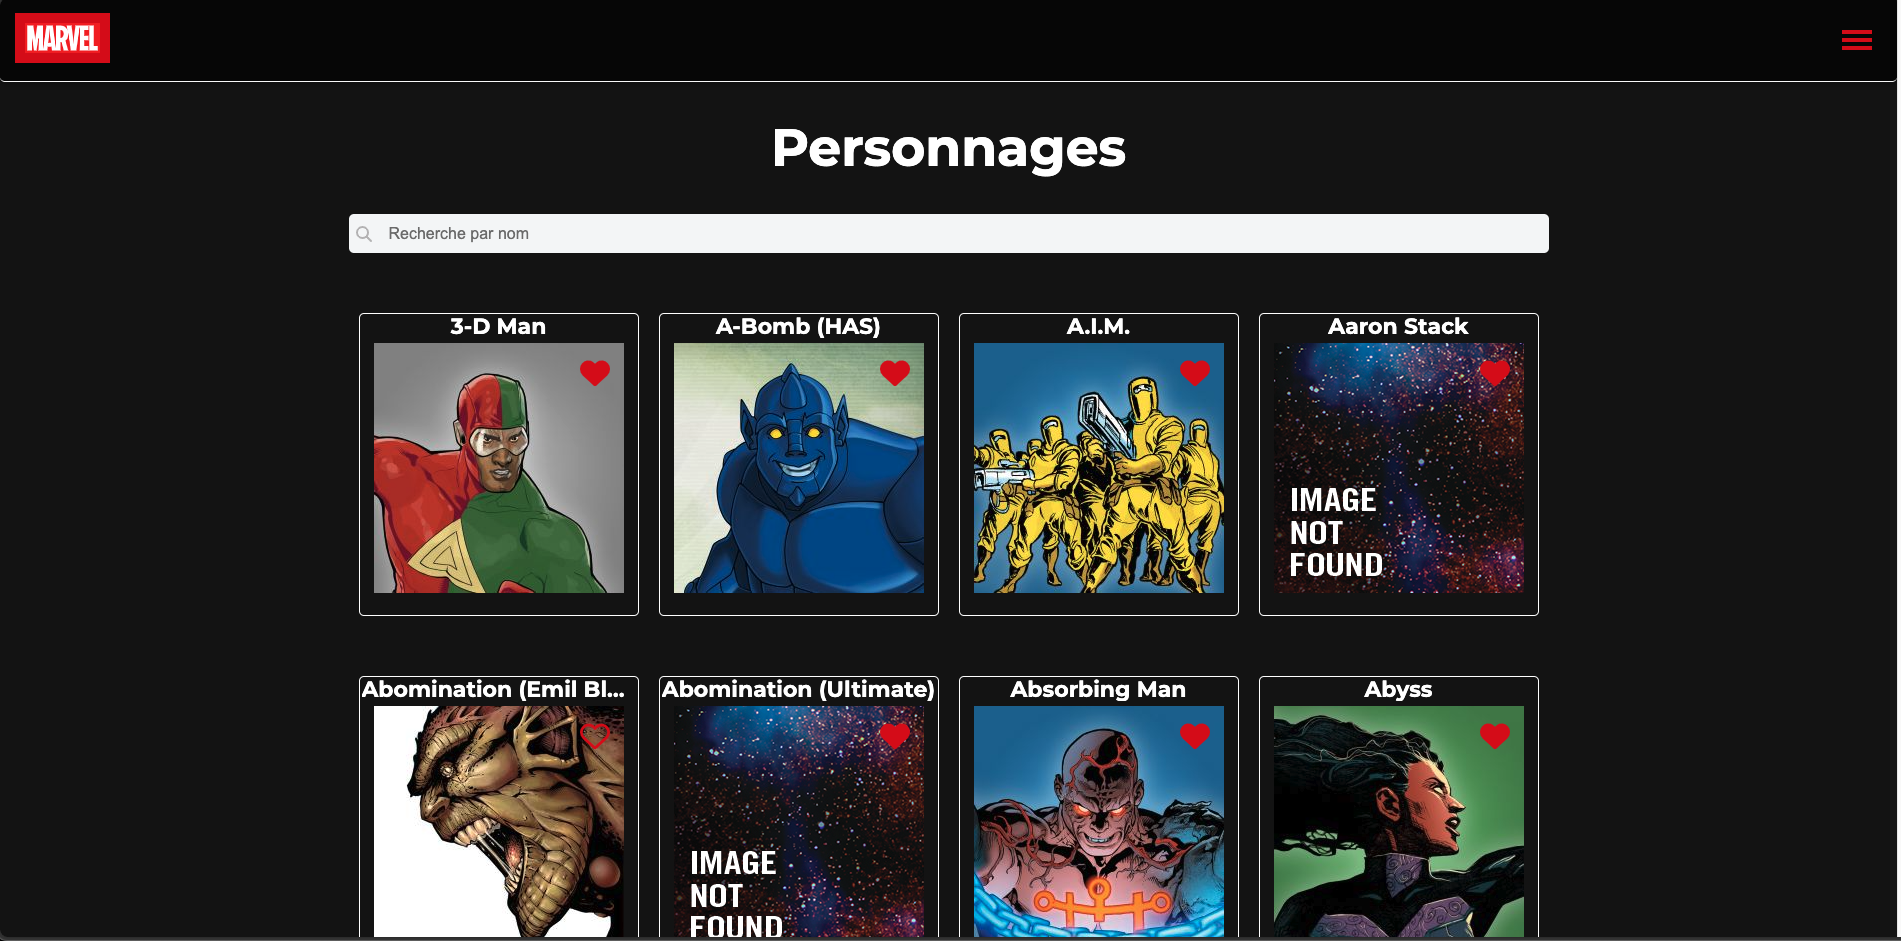 MARVEL
Personnages
Recherche par nom
3-D Man
A-Bomb (HAS)
A.I.M.
Aaron Stack
IMAGE
NOT
FOUND
Abomination (Emil Bl...
Abomination (Ultimate)
Absorbing Man
Abyss
IMAGE
NOT
FOUND